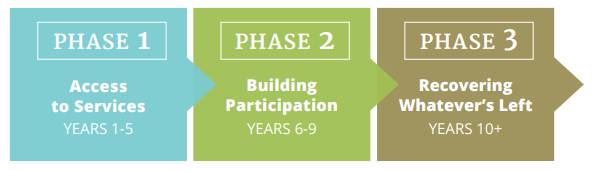 PHASE 1
Access
to Services
YEARS 1-5
PHASE 2
Building
Participation
YEARS 6-9
PHASE 3
Recovering
Whatever's Left
YEARS 10+